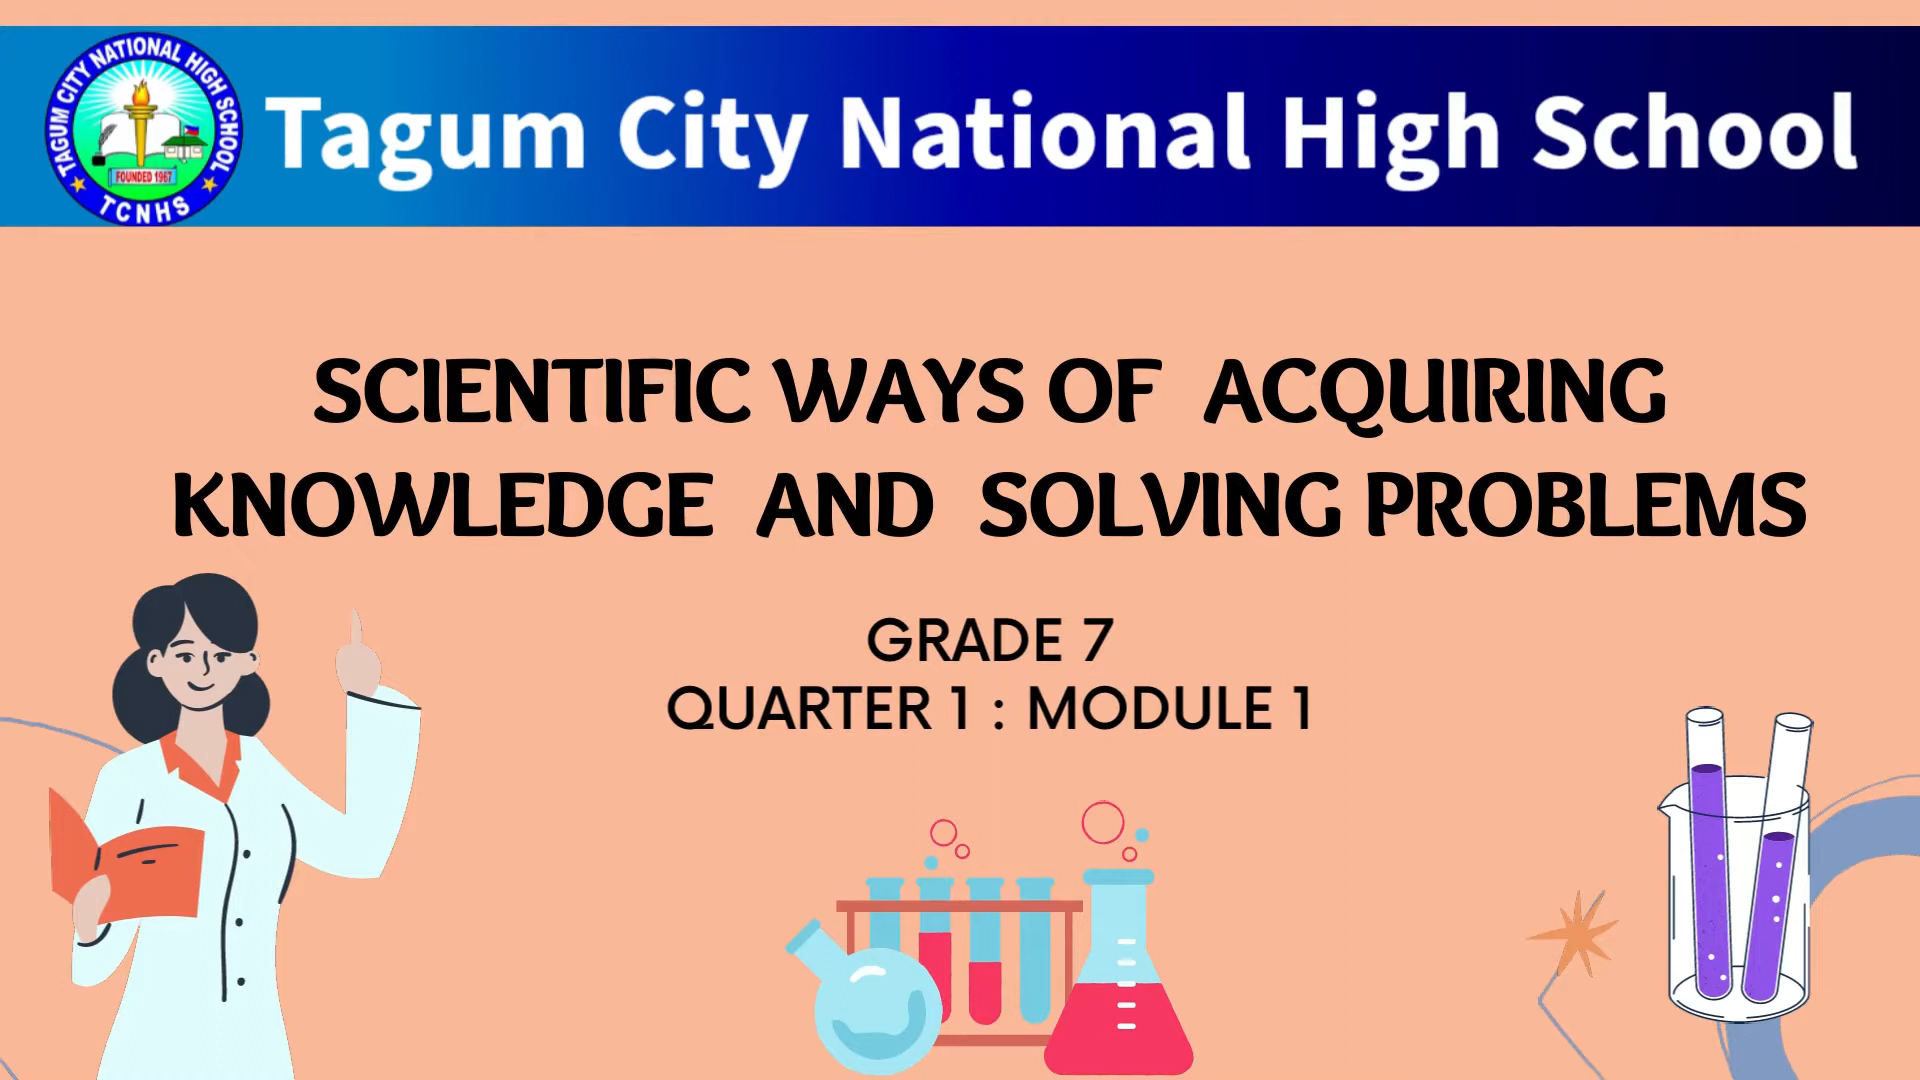 TAGUM CITY NATIONAL HIGH SCHOOL
FOUNDED 1967
TCNHS
Tagum City National High School
SCIENTIFIC WAYS OF ACQUIRING
KNOWLEDGE AND SOLVING PROBLEMS
GRADE 7
QUARTER 1 : MODULE 1